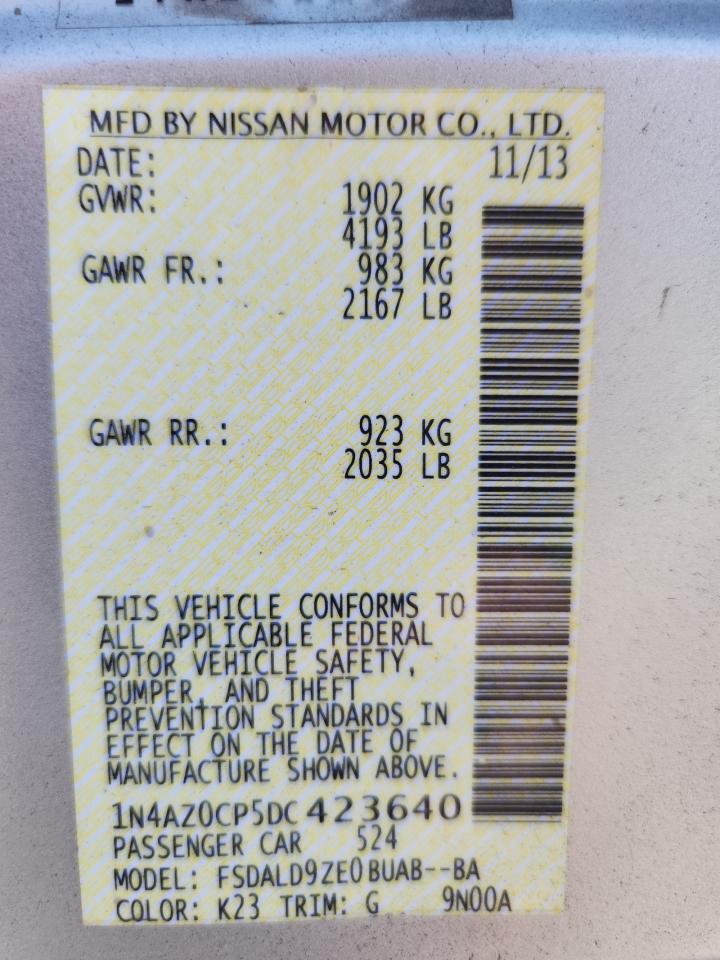 MFD BY NISSAN MOTOR CO., LTD.
DATE: 11/13
GVWR: 1902 KG
4193 LB
GAWR FR.: 983 KG
2167 LB
GAWR RR.: 923 KG
2035 LB
THIS VEHICLE CONFORMS TO
ALL APPLICABLE FEDERAL
MOTOR VEHICLE SAFETY,
BUMPER, AND THEFT
PREVENTION STANDARDS IN
EFFECT ON THE DATE OF
MANUFACTURE SHOWN ABOVE.
1N4AZ0CP5DC423640
PASSENGER CAR 524
MODEL: FSDALD9ZE0BUAB--BA
COLOR: K23 TRIM: G 9N00A